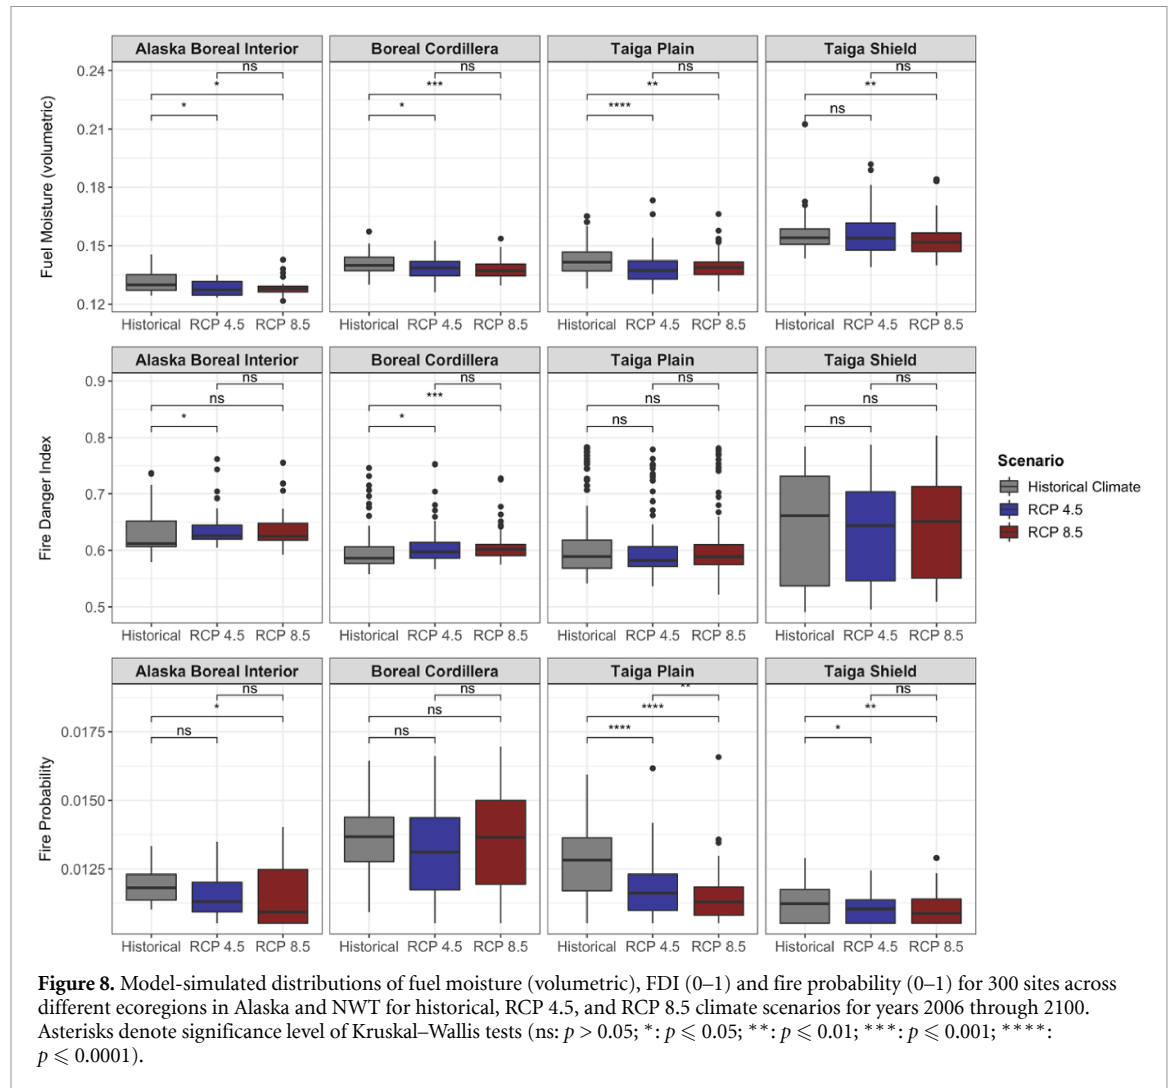 Alaska Boreal Interior Boreal Cordillera Taiga Plain Taiga Shield
Fuel Moisture (volumetric)
0.24
0.21
0.18
0.15
0.12
ns ns ns ns
* *** ** **
* * **** ns
Historical RCP 4.5 RCP 8.5 Historical RCP 4.5 RCP 8.5 Historical RCP 4.5 RCP 8.5 Historical RCP 4.5 RCP 8.5
Alaska Boreal Interior Boreal Cordillera Taiga Plain Taiga Shield
Fire Danger Index
0.9
0.8
0.7
0.6
0.5
ns ns ns ns
ns *** ns ns
* * ns ns
Historical RCP 4.5 RCP 8.5 Historical RCP 4.5 RCP 8.5 Historical RCP 4.5 RCP 8.5 Historical RCP 4.5 RCP 8.5
Scenario
Historical Climate
RCP 4.5
RCP 8.5
Alaska Boreal Interior Boreal Cordillera Taiga Plain Taiga Shield
Fire Probability
0.0175
0.0150
0.0125
ns ns ** ns
* ns **** **
ns ns **** *
Historical RCP 4.5 RCP 8.5 Historical RCP 4.5 RCP 8.5 Historical RCP 4.5 RCP 8.5 Historical RCP 4.5 RCP 8.5
Figure 8. Model-simulated distributions of fuel moisture (volumetric), FDI (0–1) and fire probability (0–1) for 300 sites across
different ecoregions in Alaska and NWT for historical, RCP 4.5, and RCP 8.5 climate scenarios for years 2006 through 2100.
Asterisks denote significance level of Kruskal–Wallis tests (ns: p > 0.05; *: p ⩽ 0.05; **: p ⩽ 0.01; ***: p ⩽ 0.001; ****:
p ⩽ 0.0001).